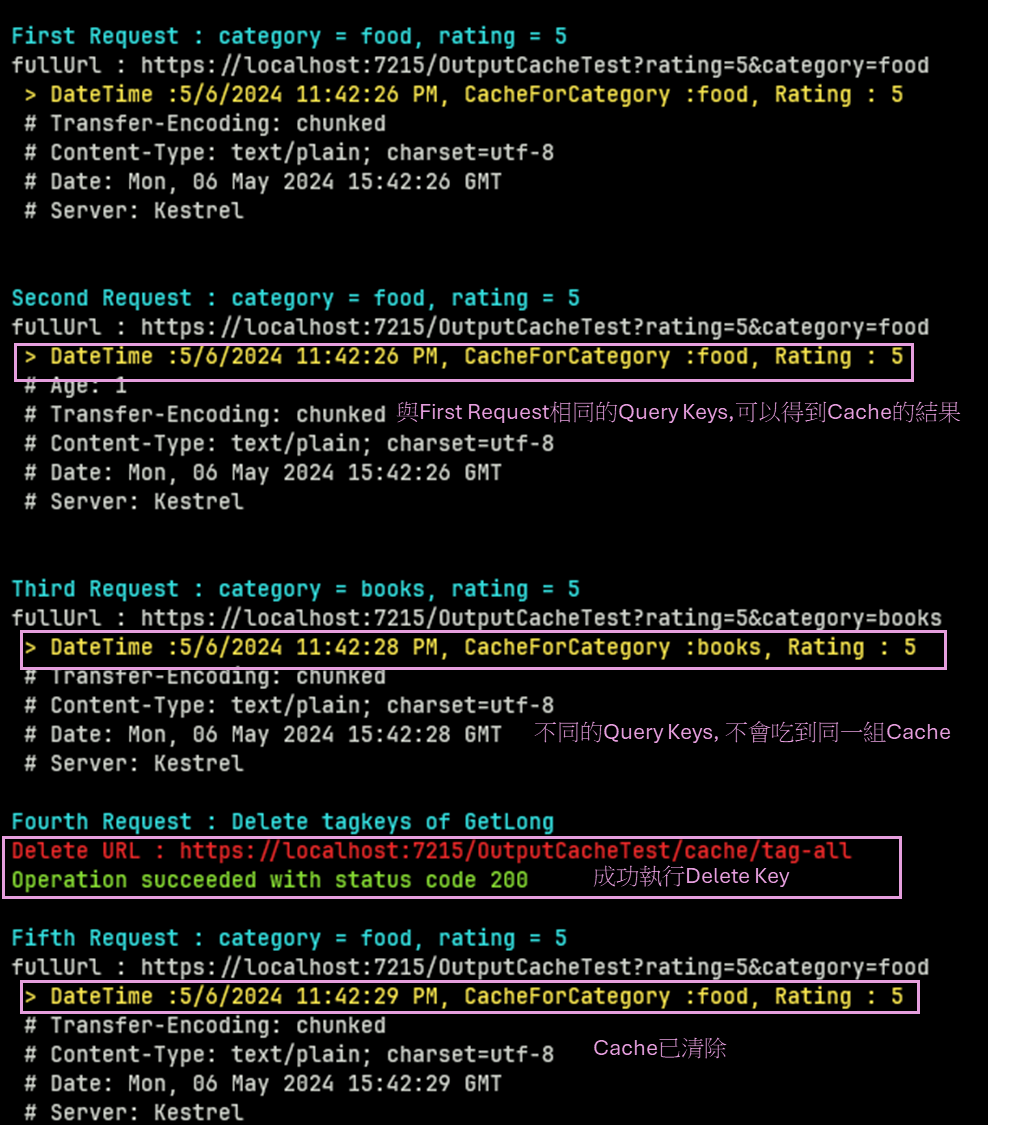 First Request : category = food, rating = 5
fullUrl : https://localhost:7215/OutputCacheTest?rating=5&category=food
> DateTime :5/6/2024 11:42:26 PM, CacheForCategory :food, Rating : 5
# Transfer-Encoding: chunked
# Content-Type: text/plain; charset=utf-8
# Date: Mon, 06 May 2024 15:42:26 GMT
# Server: Kestrel
Second Request : category = food, rating = 5
fullUrl : https://localhost:7215/OutputCacheTest?rating=5&category=food
> DateTime :5/6/2024 11:42:26 PM, CacheForCategory :food, Rating : 5
# Age: 1
# Transfer-Encoding: chunked 與First Request相同的Query Keys,可以得到Cache的結果
# Content-Type: text/plain; charset=utf-8
# Date: Mon, 06 May 2024 15:42:26 GMT
# Server: Kestrel
Third Request : category = books, rating = 5
fullUrl : https://localhost:7215/OutputCacheTest?rating=5&category=books
> DateTime :5/6/2024 11:42:28 PM, CacheForCategory :books, Rating : 5
# Transfer-Encoding: chunked
# Content-Type: text/plain; charset=utf-8
# Date: Mon, 06 May 2024 15:42:28 GMT 不同的Query Keys, 不會吃到同一組Cache
# Server: Kestrel
Fourth Request : Delete tagkeys of GetLong
Delete URL : https://localhost:7215/OutputCacheTest/cache/tag-all
Operation succeeded with status code 200 成功執行Delete Key
Fifth Request : category = food, rating = 5
fullUrl : https://localhost:7215/OutputCacheTest?rating=5&category=food
> DateTime :5/6/2024 11:42:29 PM, CacheForCategory :food, Rating : 5
# Transfer-Encoding: chunked
# Content-Type: text/plain; charset=utf-8 Cache已清除
# Date: Mon, 06 May 2024 15:42:29 GMT
# Server: Kestrel